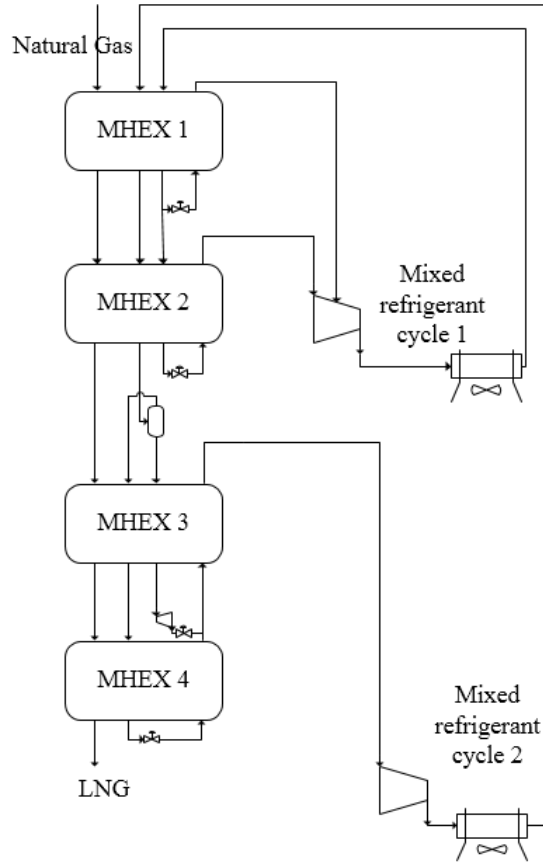 Natural Gas
MHEX 1
MHEX 2
Mixed
refrigerant
cycle 1
MHEX 3
MHEX 4
Mixed
refrigerant
cycle 2
LNG